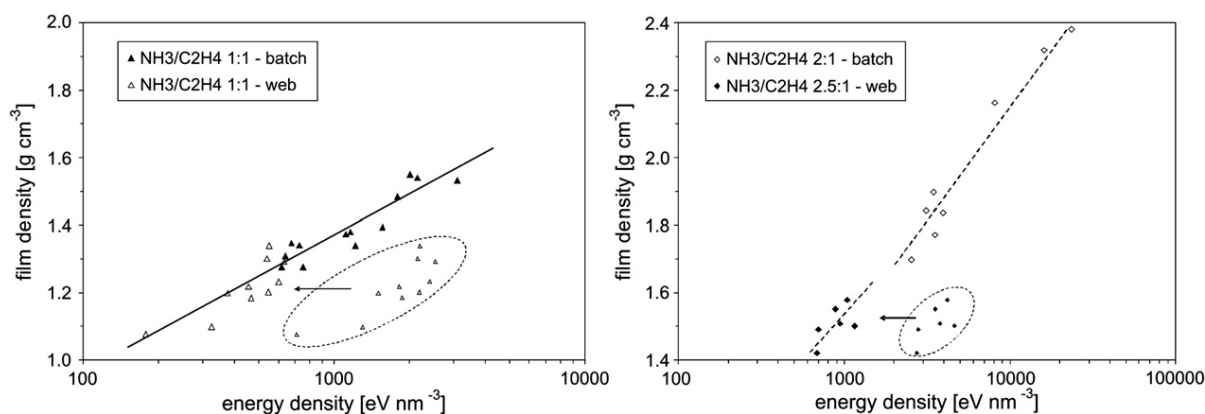 2.0
1.8
1.6
1.4
1.2
1.0
film density [g cm⁻³]
NH3/C2H4 1:1 - batch
NH3/C2H4 1:1 - web
100
1000
10000
energy density [eV nm⁻³]
2.4
2.2
2.0
1.8
1.6
1.4
film density [g cm⁻³]
NH3/C2H4 2:1 - batch
NH3/C2H4 2.5:1 - web
100
1000
10000
100000
energy density [eV nm⁻³]